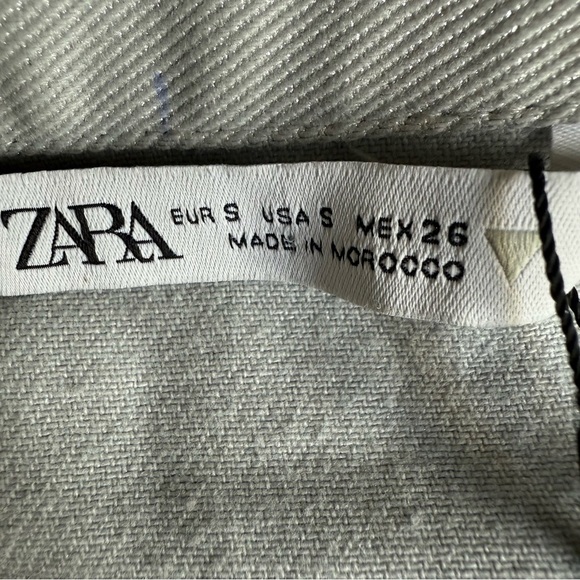 ZARA
EUR S USA S MEX 26
MADE IN MOROCCO